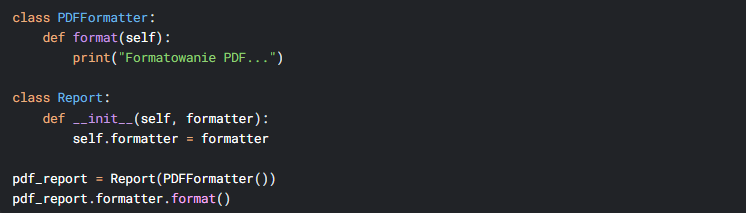 class PDFFormatter:
    def format(self):
        print("Formatowanie PDF...")

class Report:
    def __init__(self, formatter):
        self.formatter = formatter

pdf_report = Report(PDFFormatter())
pdf_report.formatter.format()